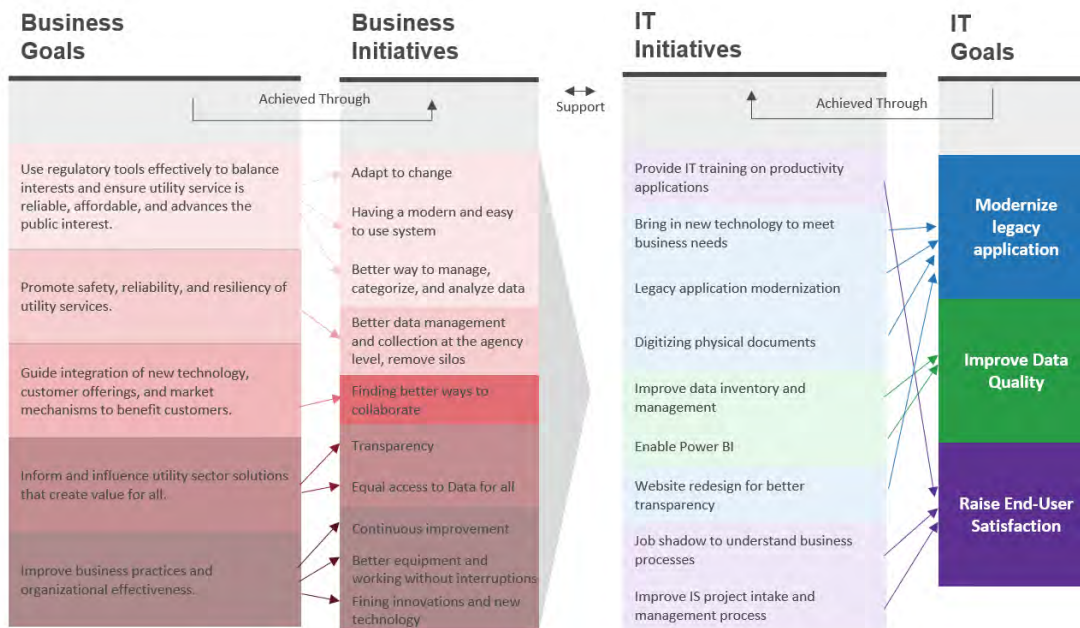 Business
Goals
Business
Initiatives
IT
Initiatives
IT
Goals
Achieved Through
Support
Achieved Through
Use regulatory tools effectively to balance
interests and ensure utility service is
reliable, affordable, and advances the
public interest.
Promote safety, reliability, and resiliency of
utility services.
Guide integration of new technology,
customer offerings, and market
mechanisms to benefit customers.
Inform and influence utility sector solutions
that create value for all.
Improve business practices and
organizational effectiveness.
Adapt to change
Having a modern and easy
to use system
Better way to manage,
categorize, and analyze data
Better data management
and collection at the agency
level, remove silos
Finding better ways to
collaborate
Transparency
Equal access to Data for all
Continuous improvement
Better equipment and
working without interruptions
Fining innovations and new
technology
Provide IT training on productivity
applications
Bring in new technology to meet
business needs
Legacy application modernization
Digitizing physical documents
Improve data inventory and
management
Enable Power BI
Website redesign for better
transparency
Job shadow to understand business
processes
Improve IS project intake and
management process
Modernize
legacy
application
Improve Data
Quality
Raise End-User
Satisfaction